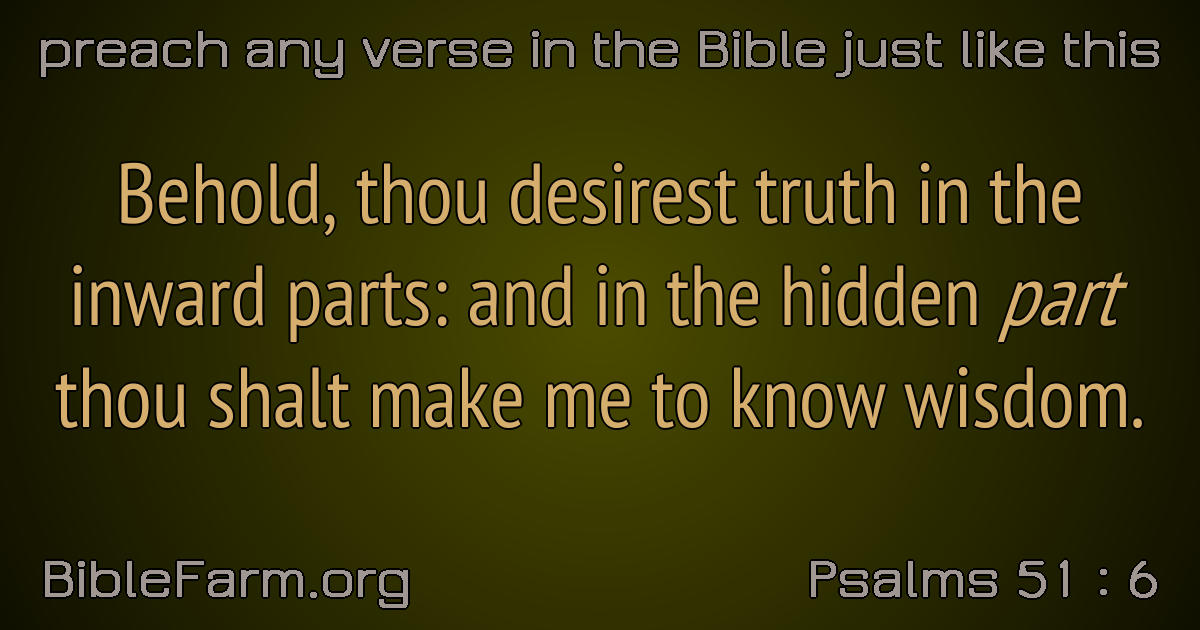 preach any verse in the Bible just like this
Behold, thou desirest truth in the
inward parts: and in the hidden part
thou shalt make me to know wisdom.
BibleFarm.org
Psalms 51 : 6